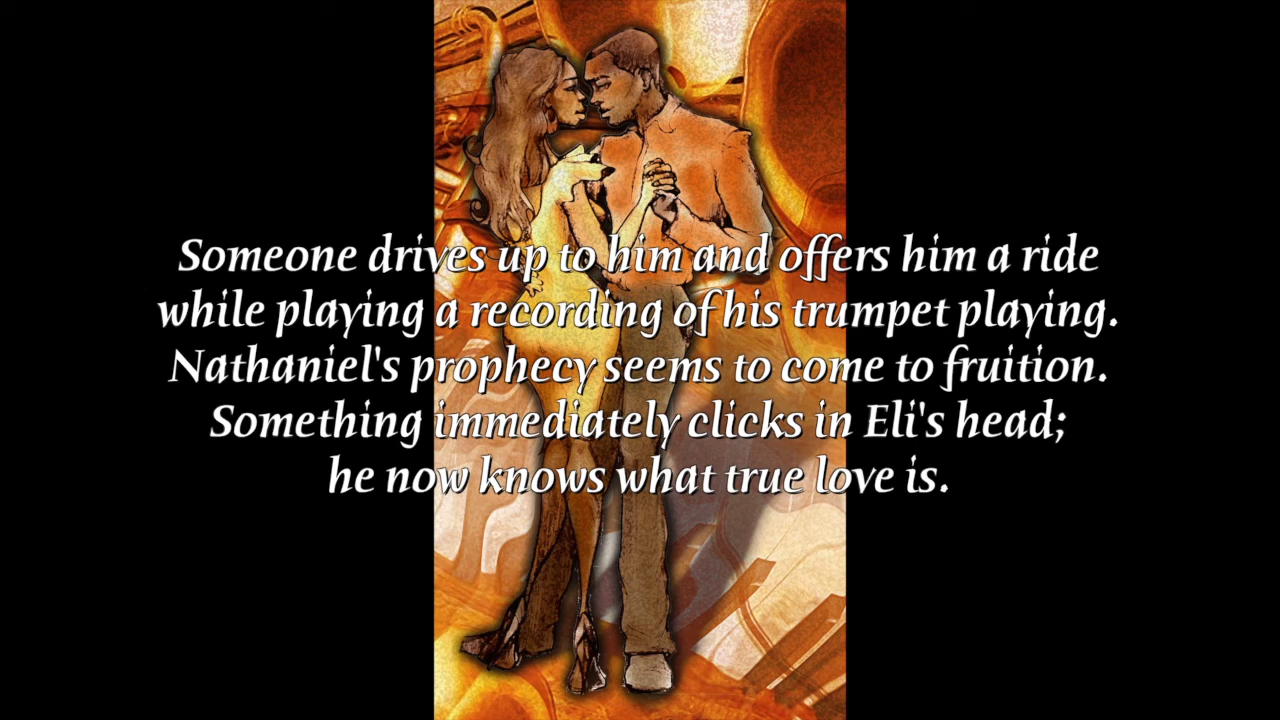 Someone drives up to him and offers him a ride
while playing a recording of his trumpet playing.
Nathaniel's prophecy seems to come to fruition.
Something immediately clicks in Eli's head;
he now knows what true love is.